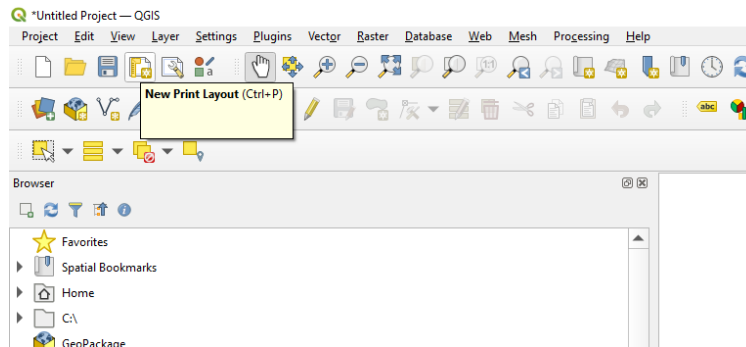 *Untitled Project — QGIS
Project Edit View Layer Settings Plugins Vector Raster Database Web Mesh Processing Help
New Print Layout (Ctrl+P)
abc
Browser
Favorites
Spatial Bookmarks
Home
C:\
GeoPackage